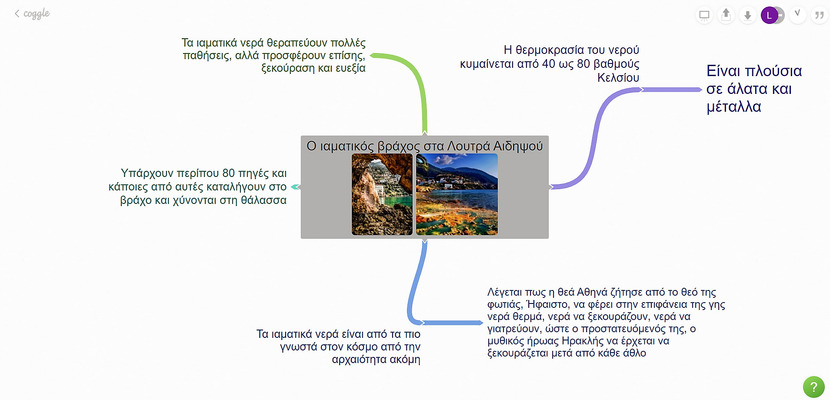 coggle
L
Τα ιαματικά νερά θεραπεύουν πολλές
παθήσεις, αλλά προσφέρουν επίσης,
ξεκούραση και ευεξία
Η θερμοκρασία του νερού
κυμαίνεται από 40 ως 80 βαθμούς
Κελσίου
Είναι πλούσια
σε άλατα και
μέταλλα
Ο ιαματικός βράχος στα Λουτρά Αιδηψού
Υπάρχουν περίπου 80 πηγές και
κάποιες από αυτές καταλήγουν στο
βράχο και χύνονται στη θάλασσα
Τα ιαματικά νερά είναι από τα πιο
γνωστά στον κόσμο από την
αρχαιότητα ακόμη
Λέγεται πως η θεά Αθηνά ζήτησε από το θεό της
φωτιάς, Ήφαιστο, να φέρει στην επιφάνεια της γης
νερά θερμά, νερά να ξεκουράζουν, νερά να
γιατρεύουν, ώστε ο προστατευόμενός της, ο
μυθικός ήρωας Ηρακλής να έρχεται να
ξεκουράζεται μετά από κάθε άθλο
?